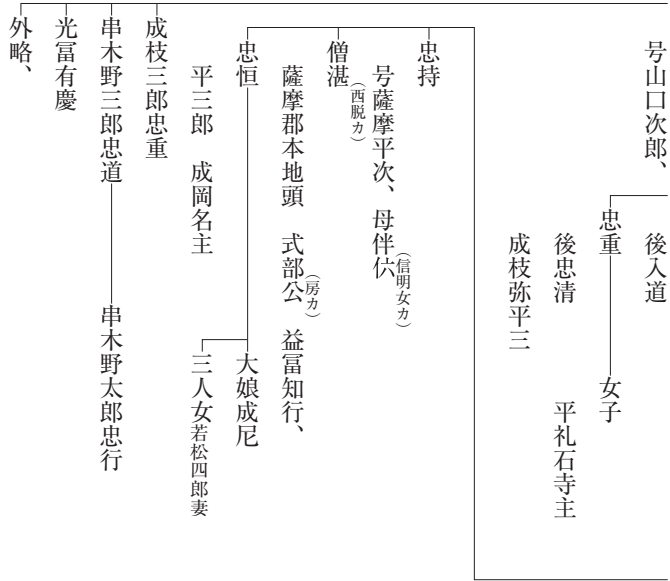 号山口次郎、
後入道
忠重
女子
後忠清
平礼石寺主
成枝弥平三
忠持
号薩摩平次、母伴氏(信明女カ)
僧湛(西脱カ)
薩摩郡本地頭 式部公(房カ) 益冨知行、
忠恒
大娘成尼
平三郎 成岡名主
三人女若松四郎妻
成枝三郎忠重
串木野三郎忠道
串木野太郎忠行
光冨有慶
外略、